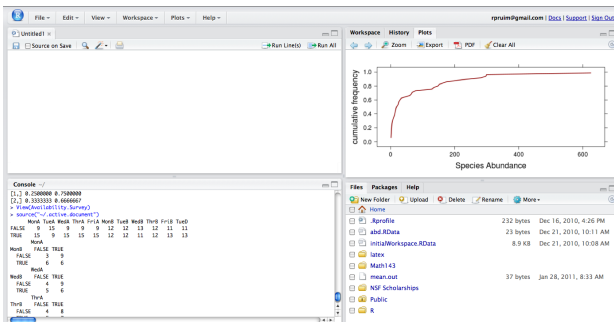 File Edit View Workspace Plots Help
rpruim@gmail.com | Docs | Support | Sign Out
Untitled1
Source on Save Run Line(s) Run All
Workspace History Plots
Zoom Export PDF Clear All
cumulative frequency
1.0
0.8
0.6
0.4
0.2
0.0
0 200 400 600
Species Abundance
Console ~/
[1,] 0.2500000 0.7500000
[2,] 0.3333333 0.6666667
> View(Availability.Survey)
> source("~/.active.document")
MonA TueA WedA ThrA FriA MonB TueB WedB ThrB FriB TueD
FALSE 9 15 9 9 9 12 12 13 12 11 11
TRUE 15 9 15 15 15 12 12 11 12 13 13
MonA
MonB FALSE TRUE
FALSE 3 9
TRUE 6 6
WedA
WedB FALSE TRUE
FALSE 4 9
TRUE 5 6
ThrA
ThrB FALSE TRUE
FALSE 4 8
Files Packages Help
New Folder Upload Delete Rename More
Home
.Rprofile 232 bytes Dec 16, 2010, 4:26 PM
abd.RData 23 bytes Dec 21, 2010, 10:11 AM
initialWorkspace.RData 8.9 KB Dec 21, 2010, 10:08 AM
latex
Math143
mean.out 37 bytes Jan 28, 2011, 8:33 AM
NSF Scholarships
Public
R